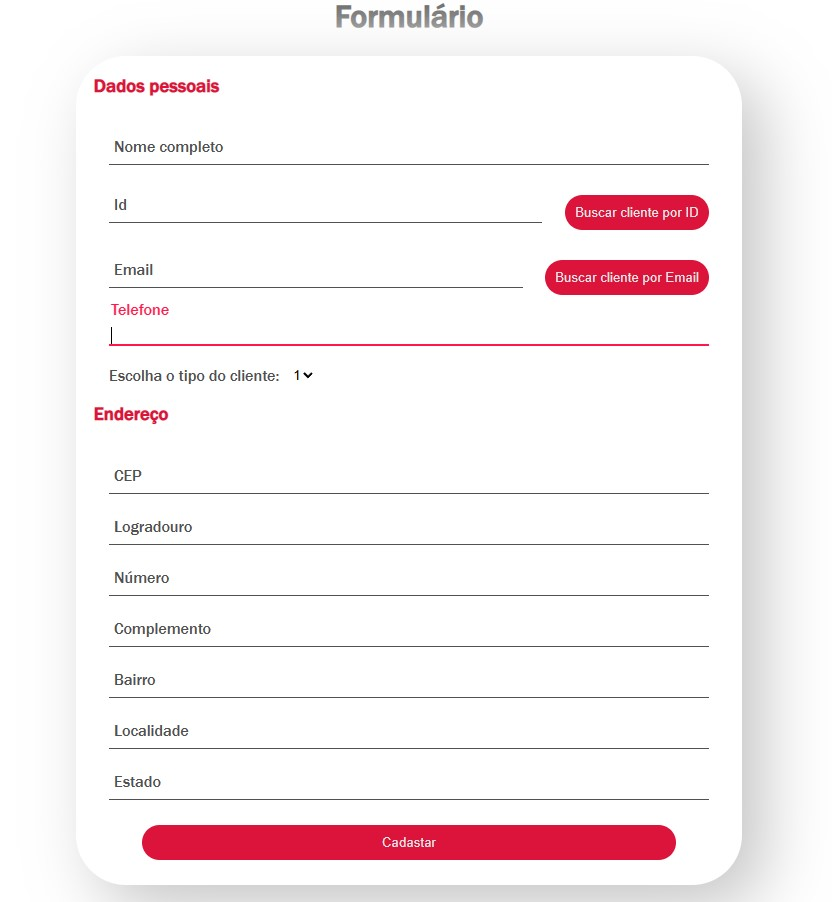 Formulário
Dados pessoais
Nome completo
Id
Buscar cliente por ID
Email
Buscar cliente por Email
Telefone
Escolha o tipo do cliente: 1
Endereço
CEP
Logradouro
Número
Complemento
Bairro
Localidade
Estado
Cadastar